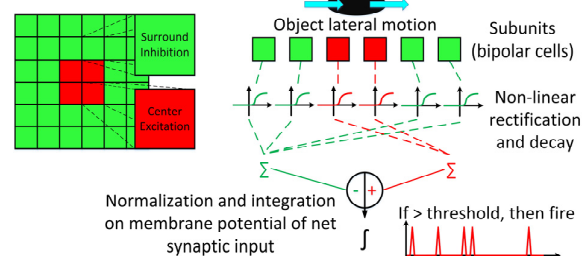 Object lateral motion
Surround
Inhibition
Center
Excitation
Subunits
(bipolar cells)
Non-linear
rectification
and decay
Σ
Σ
- +
Normalization and integration
on membrane potential of net
synaptic input
∫
If > threshold, then fire